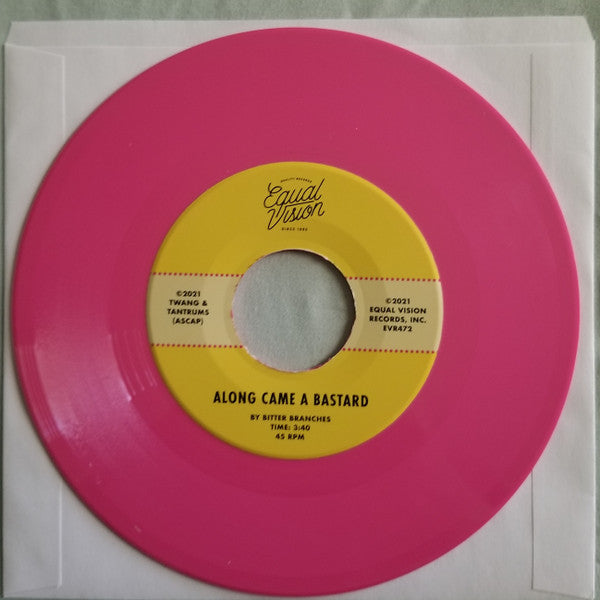 QUALITY RECORDS
Equal
Vision
SINCE 1992
©2021
TWANG &
TANTRUMS
(ASCAP)
©2021
EQUAL VISION
RECORDS, INC.
EVR472
ALONG CAME A BASTARD
BY BITTER BRANCHES
TIME: 3:40
45 RPM